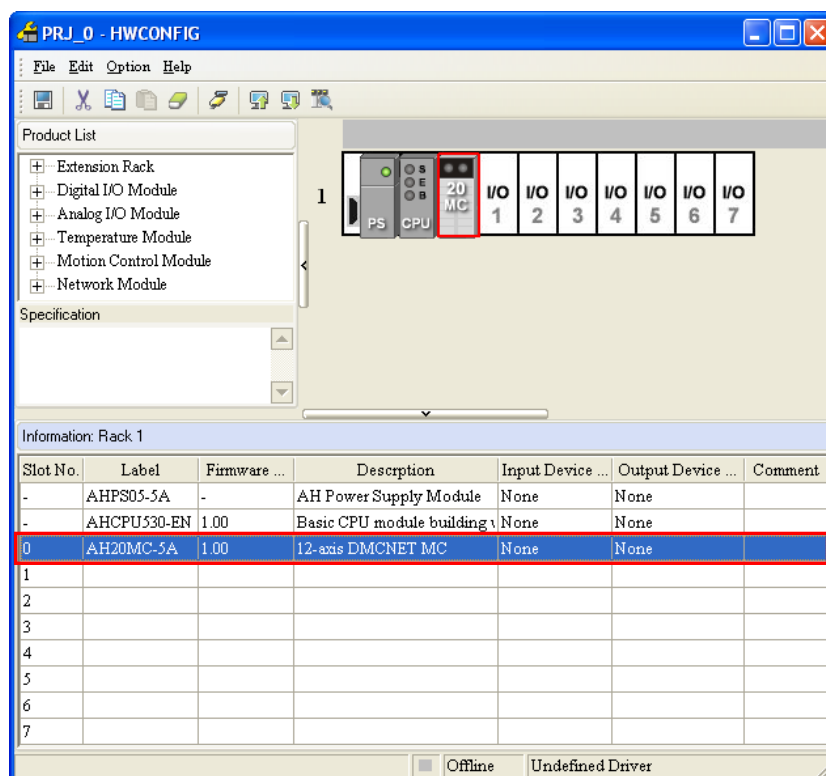 PRJ_0 - HWCONFIG
File Edit Option Help
Product List
Extension Rack
Digital I/O Module
Analog I/O Module
Temperature Module
Motion Control Module
Network Module
Specification
1
PS CPU S E B 20 MC I/O 1 I/O 2 I/O 3 I/O 4 I/O 5 I/O 6 I/O 7
Information: Rack 1
Slot No. Label Firmware ... Descrption Input Device ... Output Device ... Comment
- AHPS05-5A - AH Power Supply Module None None
- AHCPU530-EN 1.00 Basic CPU module building None None
0 AH20MC-5A 1.00 12-axis DMCNET MC None None
1
2
3
4
5
6
7
Offline Undefined Driver